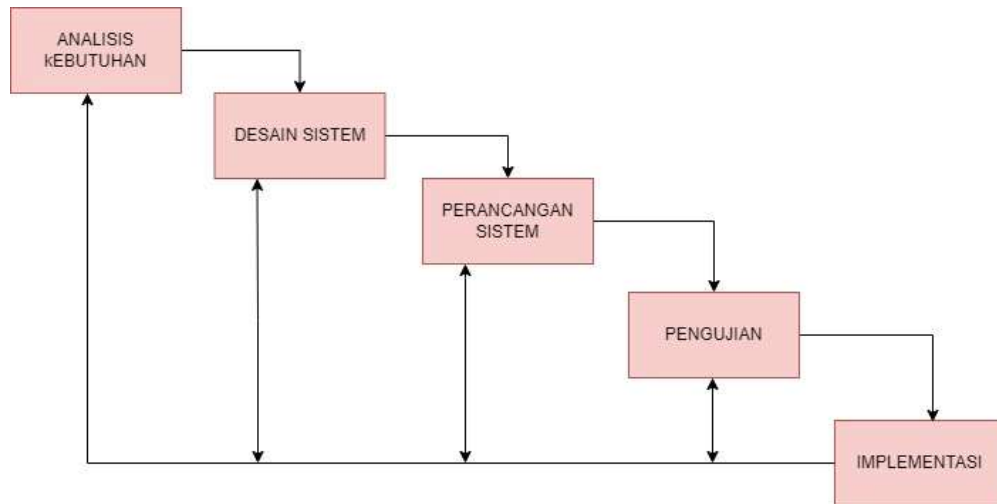 ANALISIS
kEBUTUHAN
DESAIN SISTEM
PERANCANGAN
SISTEM
PENGUJIAN
IMPLEMENTASI